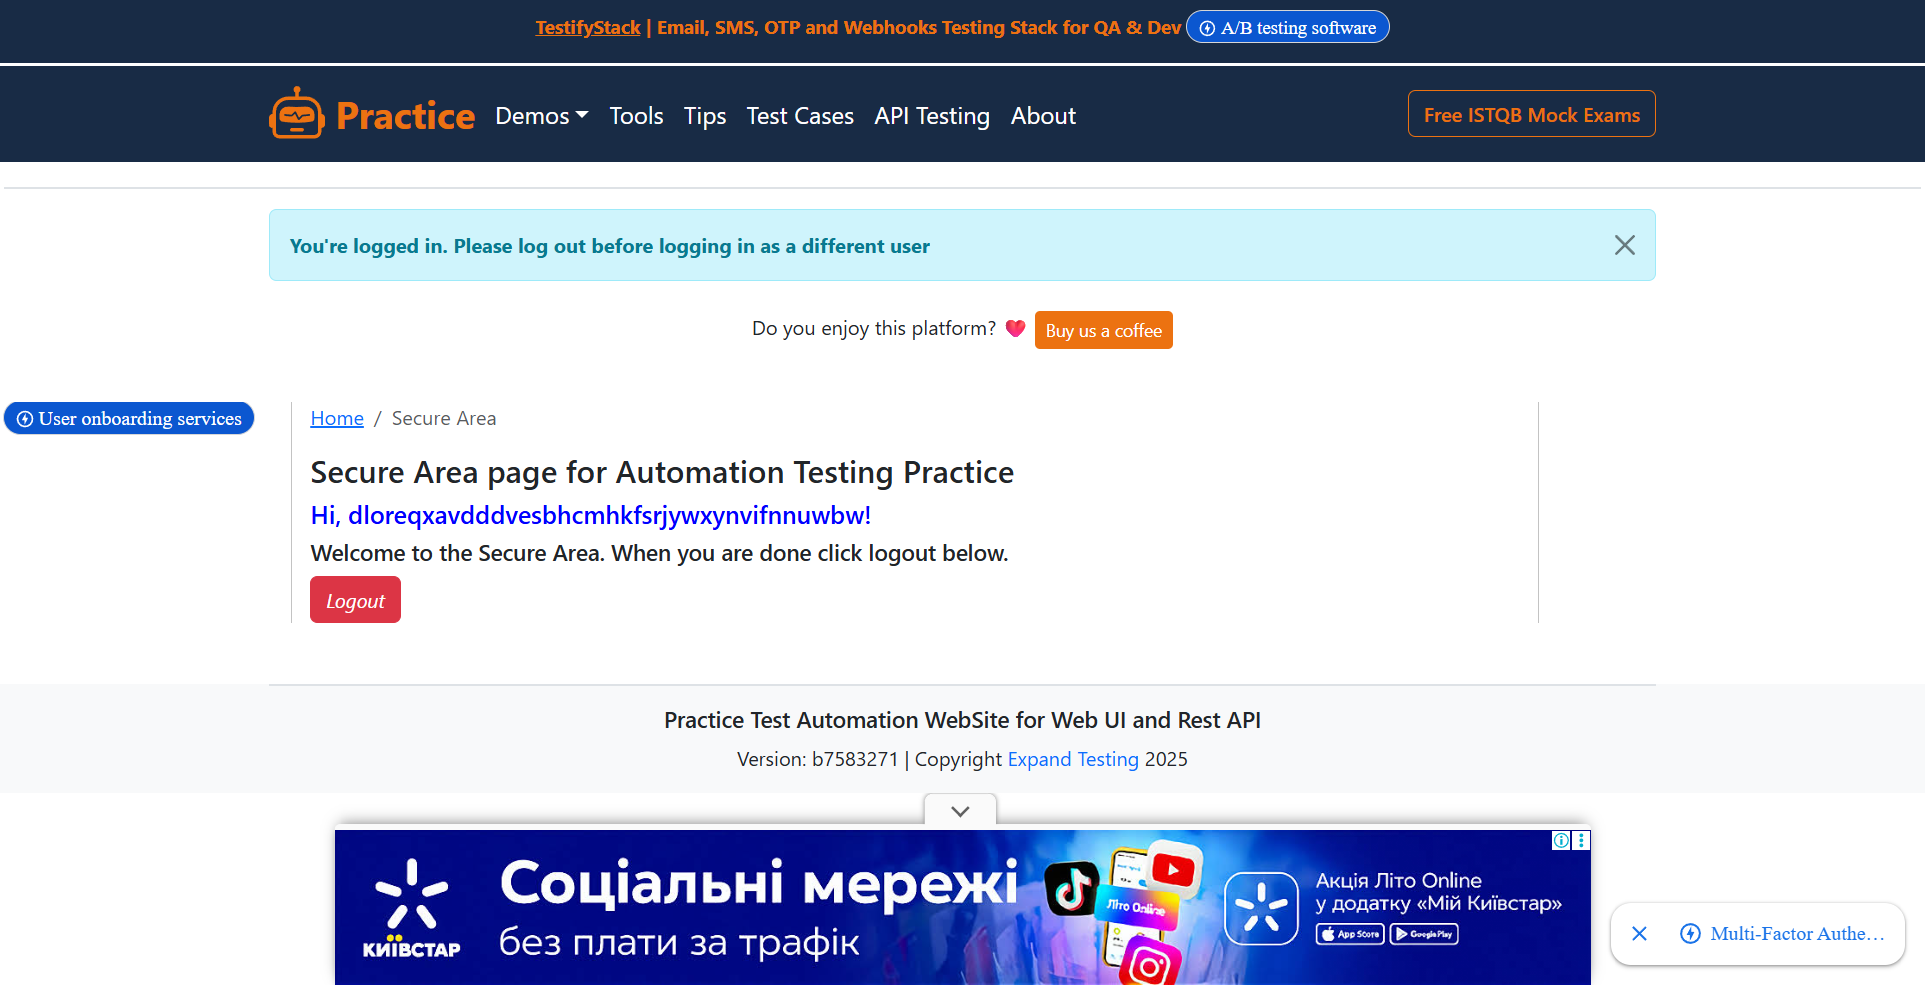 TestifyStack | Email, SMS, OTP and Webhooks Testing Stack for QA & Dev A/B testing software
Practice Demos Tools Tips Test Cases API Testing About Free ISTQB Mock Exams
You're logged in. Please log out before logging in as a different user
Do you enjoy this platform? Buy us a coffee
User onboarding services
Home / Secure Area
Secure Area page for Automation Testing Practice
Hi, dloreqxavdddvesbhcmhkfsrjywxynvifnnuwbw!
Welcome to the Secure Area. When you are done click logout below.
Logout
Practice Test Automation WebSite for Web UI and Rest API
Version: b7583271 | Copyright Expand Testing 2025
КИЇВСТАР
Соціальні мережі
без плати за трафік
Літо Online
Акція Літо Online
у додатку «Мій Київстар»
App Store Google Play
Multi-Factor Authe...